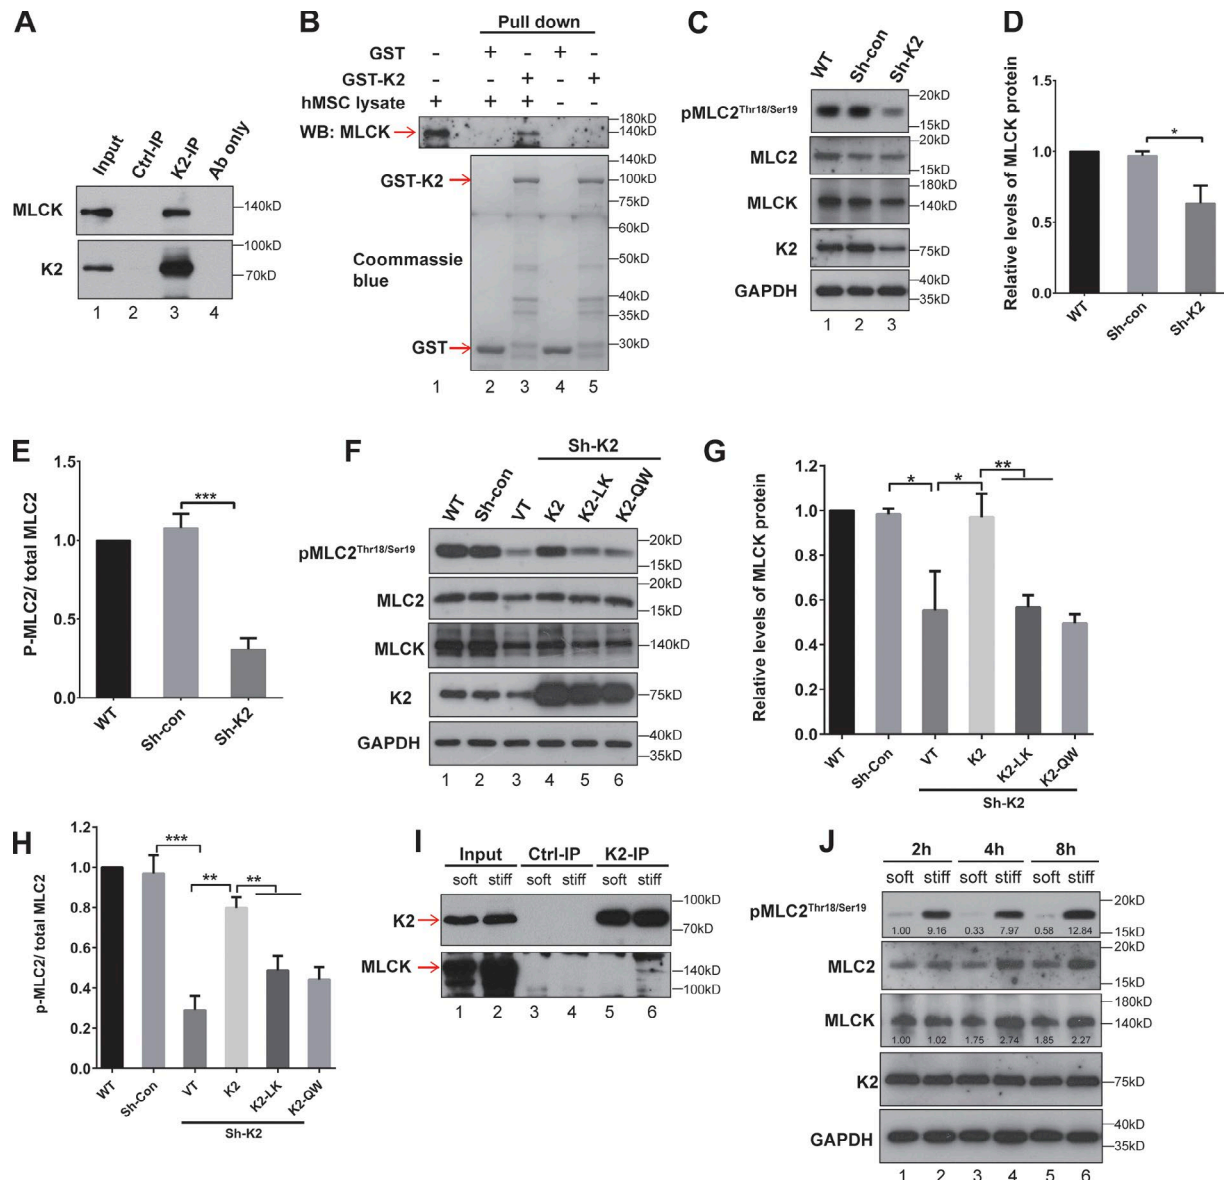 A
Input
Ctrl-IP
K2-IP
Ab only
MLCK
140kD
K2
100kD
70kD
1 2 3 4
B
Pull down
GST - + - + -
GST-K2 - - + - +
hMSC lysate + + + - -
WB: MLCK
180kD
140kD
GST-K2
Coommassie
blue
GST
140kD
100kD
75kD
60kD
50kD
40kD
35kD
30kD
1 2 3 4 5
C
WT
Sh-con
Sh-K2
pMLC2Thr18/Ser19
20kD
15kD
MLC2
20kD
15kD
MLCK
180kD
140kD
K2
75kD
GAPDH
40kD
35kD
1 2 3
D
Relative levels of MLCK protein
1.5
1.0
0.5
0.0
*
WT
Sh-con
Sh-K2
E
P-MLC2/ total MLC2
1.5
1.0
0.5
0.0
***
WT
Sh-con
Sh-K2
F
Sh-K2
WT
Sh-con
VT
K2
K2-LK
K2-QW
pMLC2Thr18/Ser19
20kD
15kD
MLC2
20kD
15kD
MLCK
140kD
K2
75kD
GAPDH
40kD
35kD
1 2 3 4 5 6
G
Relative levels of MLCK protein
1.2
1.0
0.8
0.6
0.4
0.2
0.0
* * **
WT
Sh-Con
VT
K2
K2-LK
K2-QW
Sh-K2
H
p-MLC2/ total MLC2
1.2
1.0
0.8
0.6
0.4
0.2
0.0
***
** **
WT
Sh-Con
VT
K2
K2-LK
K2-QW
Sh-K2
I
Input Ctrl-IP K2-IP
soft stiff soft stiff soft stiff
K2
100kD
70kD
MLCK
140kD
100kD
1 2 3 4 5 6
J
2h 4h 8h
soft stiff soft stiff soft stiff
pMLC2Thr18/Ser19
20kD
15kD
1.00 9.16 0.33 7.97 0.58 12.84
MLC2
20kD
15kD
MLCK
180kD
140kD
1.00 1.02 1.75 2.74 1.85 2.27
K2
75kD
GAPDH
40kD
35kD
1 2 3 4 5 6